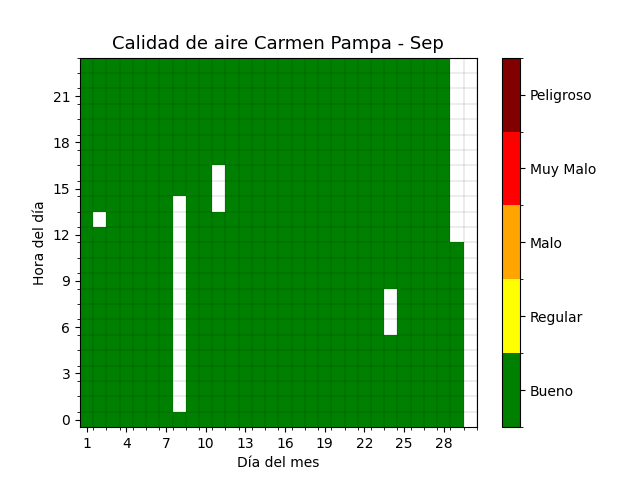 Calidad de aire Carmen Pampa - Sep
Hora del día
21
18
15
12
9
6
3
0
1 4 7 10 13 16 19 22 25 28
Día del mes
Peligroso
Muy Malo
Malo
Regular
Bueno